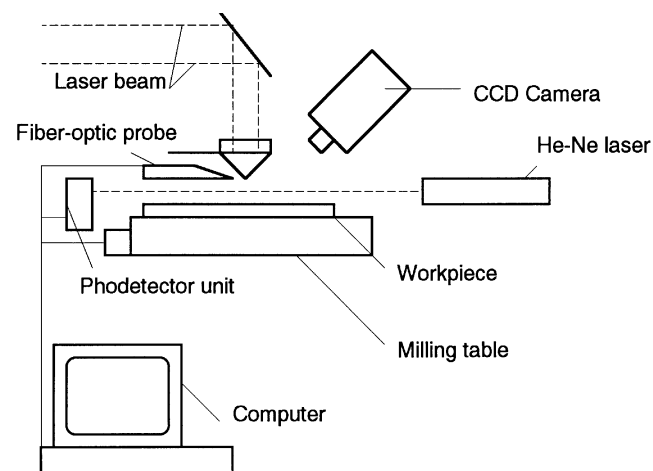 Laser beam
CCD Camera
Fiber-optic probe
He-Ne laser
Phodetector unit
Workpiece
Milling table
Computer